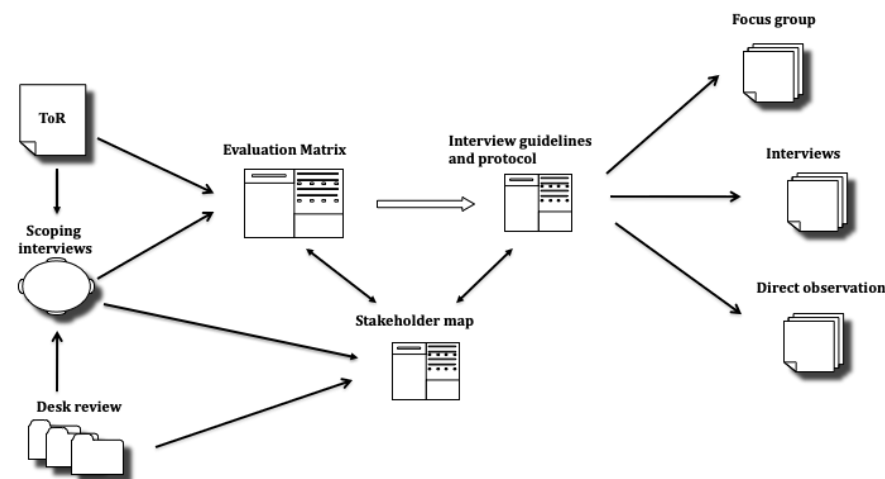 Focus group
ToR
Evaluation Matrix
Interview guidelines
and protocol
Interviews
Scoping
interviews
Direct observation
Stakeholder map
Desk review